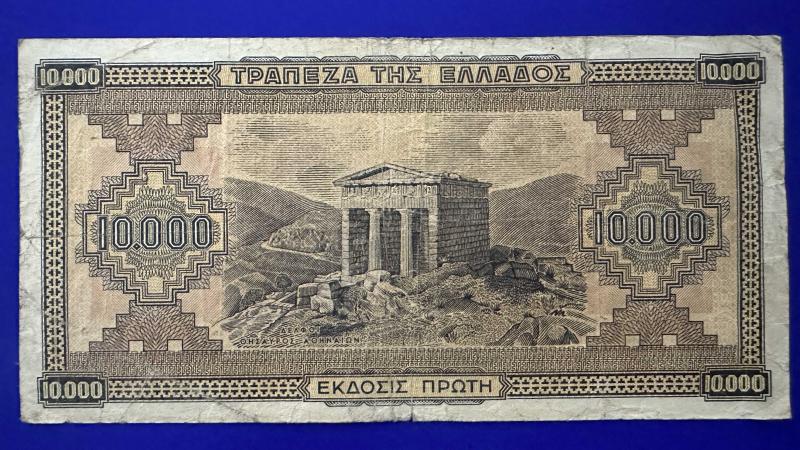 10.000 ΤΡΑΠΕΖΑ ΤΗΣ ΕΛΛΑΔΟΣ 10.000
10.000 10.000
ΔΕΛΦΟΙ
ΘΗΣΑΥΡΟΣ ΑΘΗΝΑΙΩΝ
10.000 ΕΚΔΟΣΙΣ ΠΡΩΤΗ 10.000